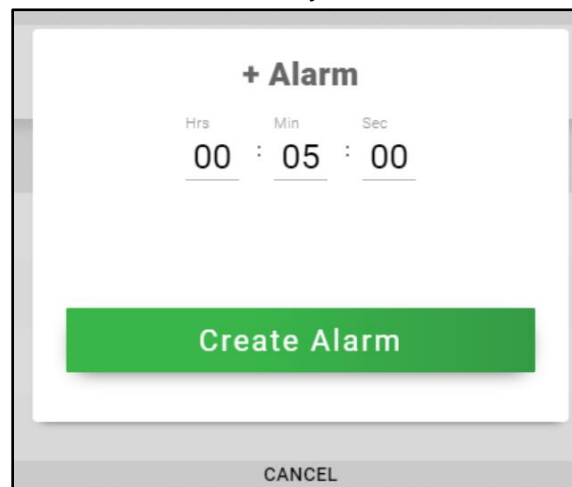 + Alarm
Hrs Min Sec
00 : 05 : 00
Create Alarm
CANCEL